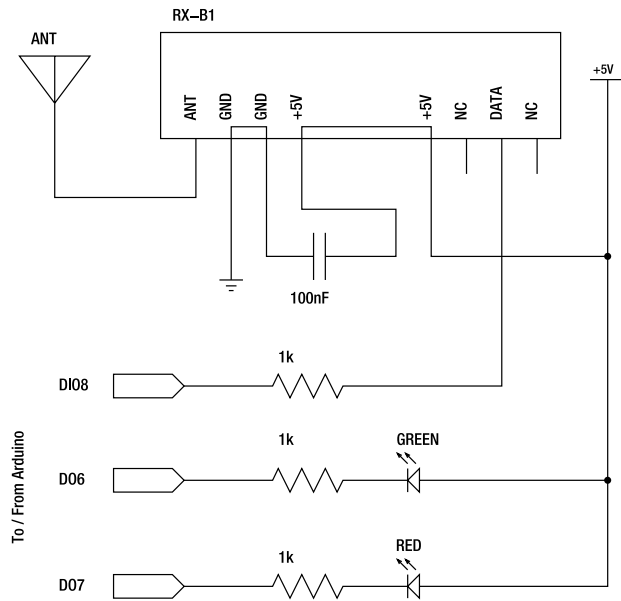 RX–B1
ANT
+5V
ANT
GND
GND
+5V
+5V
NC
DATA
NC
100nF
1k
DI08
1k
GREEN
D06
1k
RED
D07
To / From Arduino